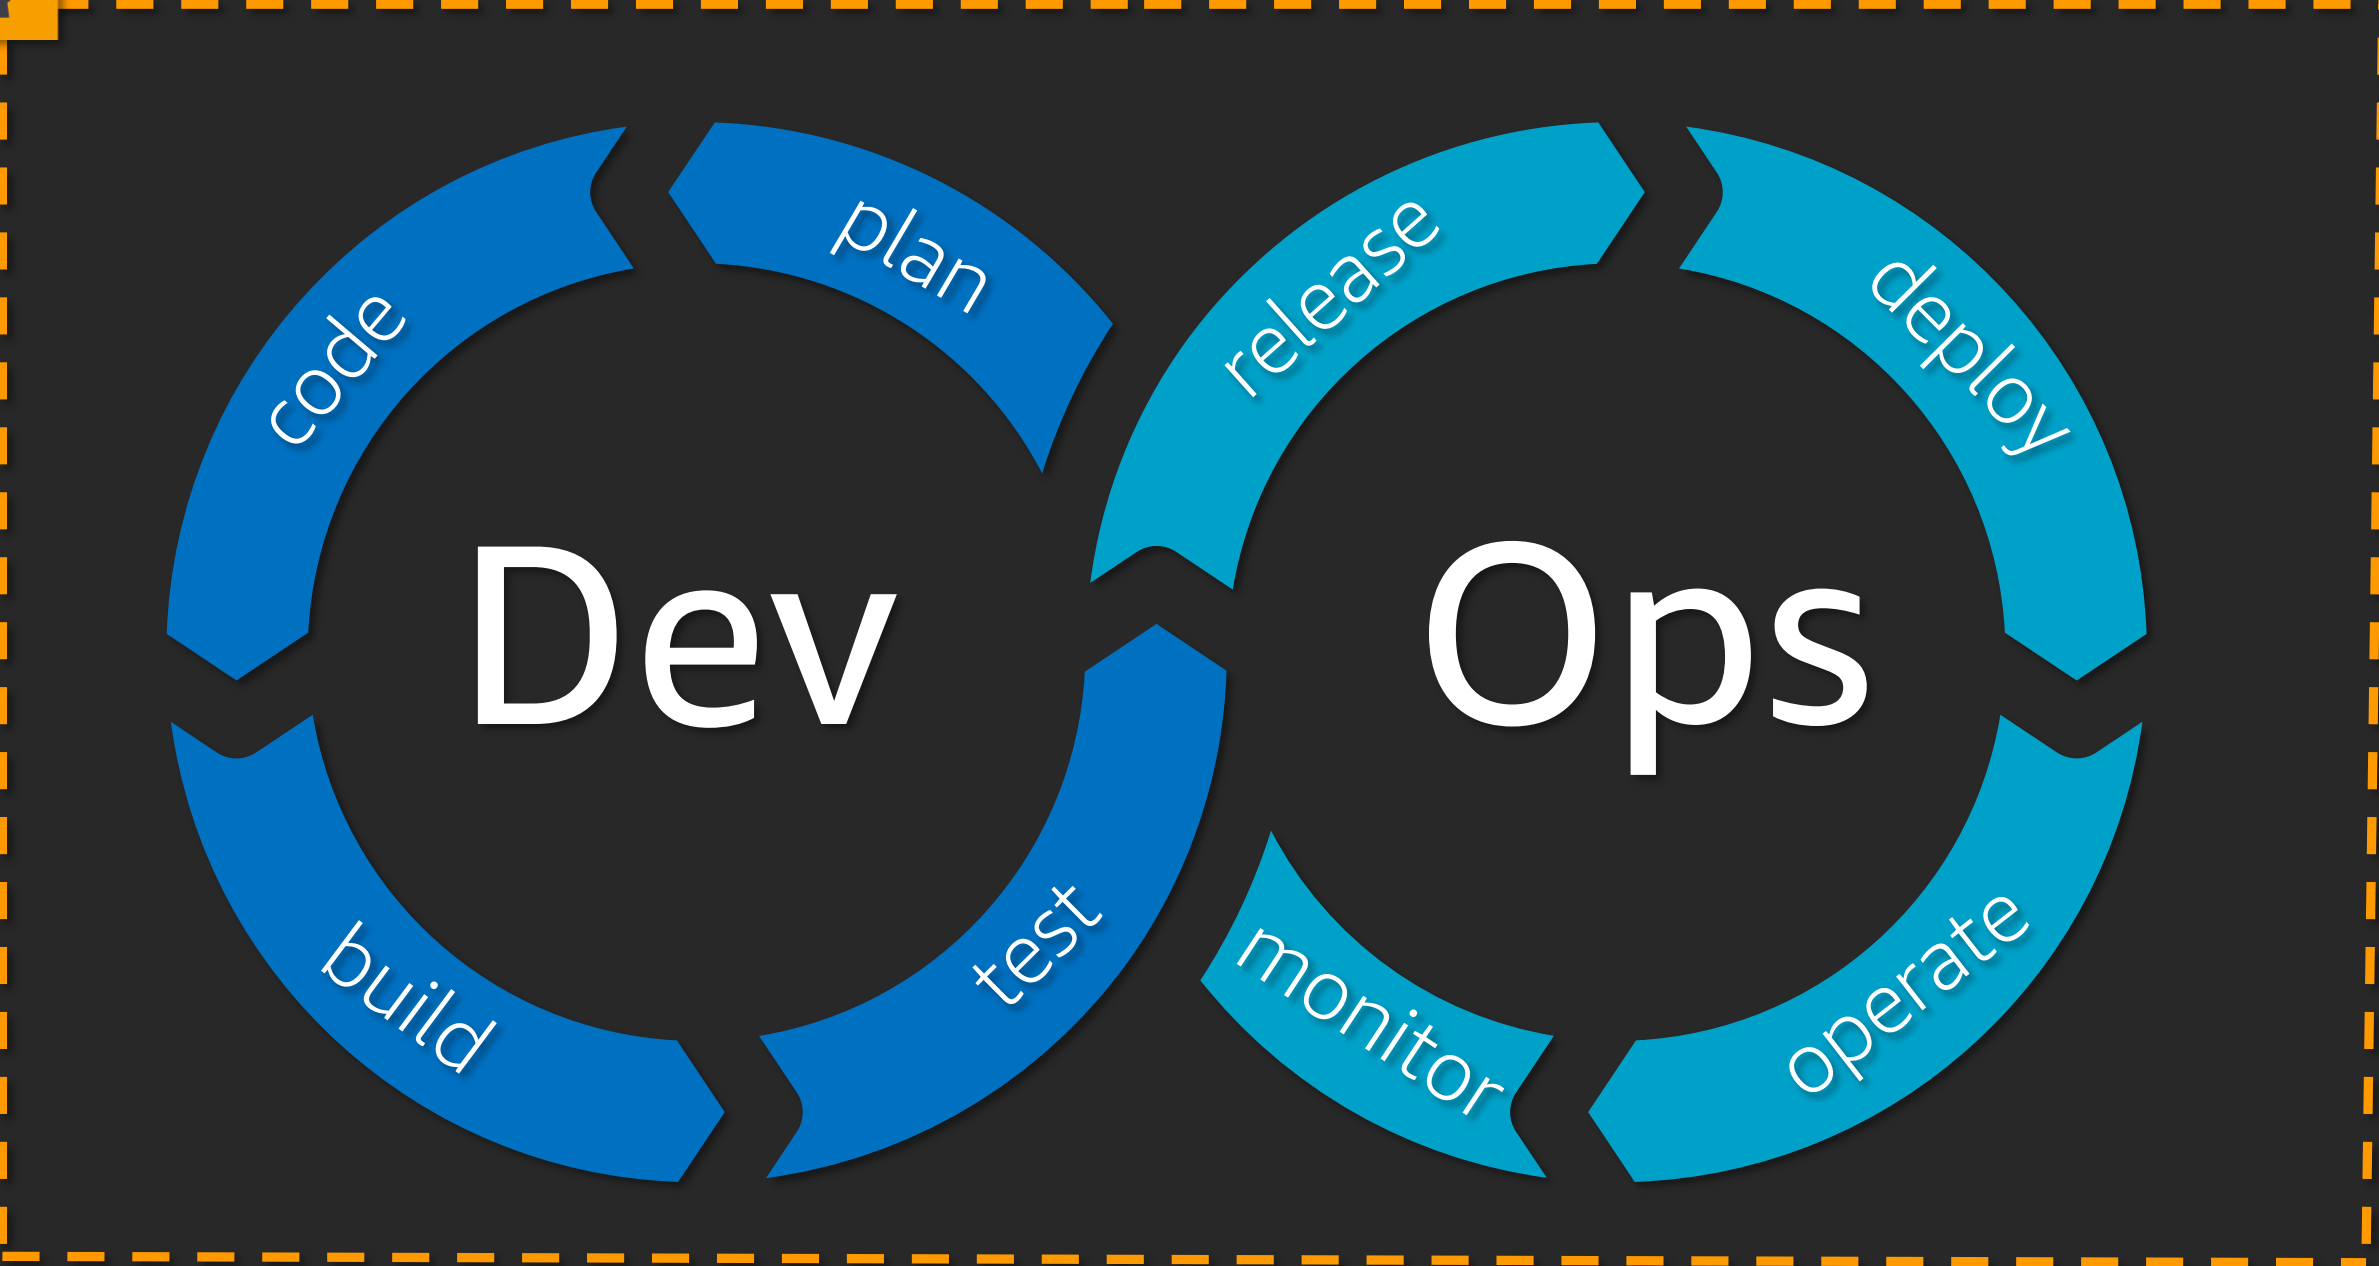 plan
code
build
test
Dev
release
deploy
operate
monitor
Ops